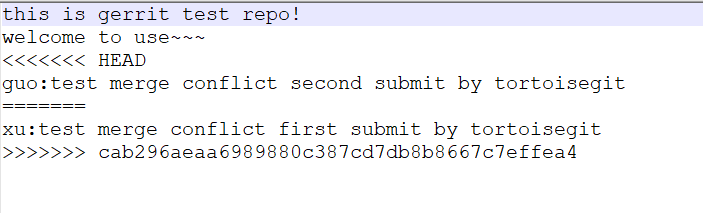 this is gerrit test repo!
welcome to use~~~
<<<<<<< HEAD
guo:test merge conflict second submit by tortoisegit
=======
xu:test merge conflict first submit by tortoisegit
>>>>>>> cab296aeaa6989880c387cd7db8b8667c7effea4